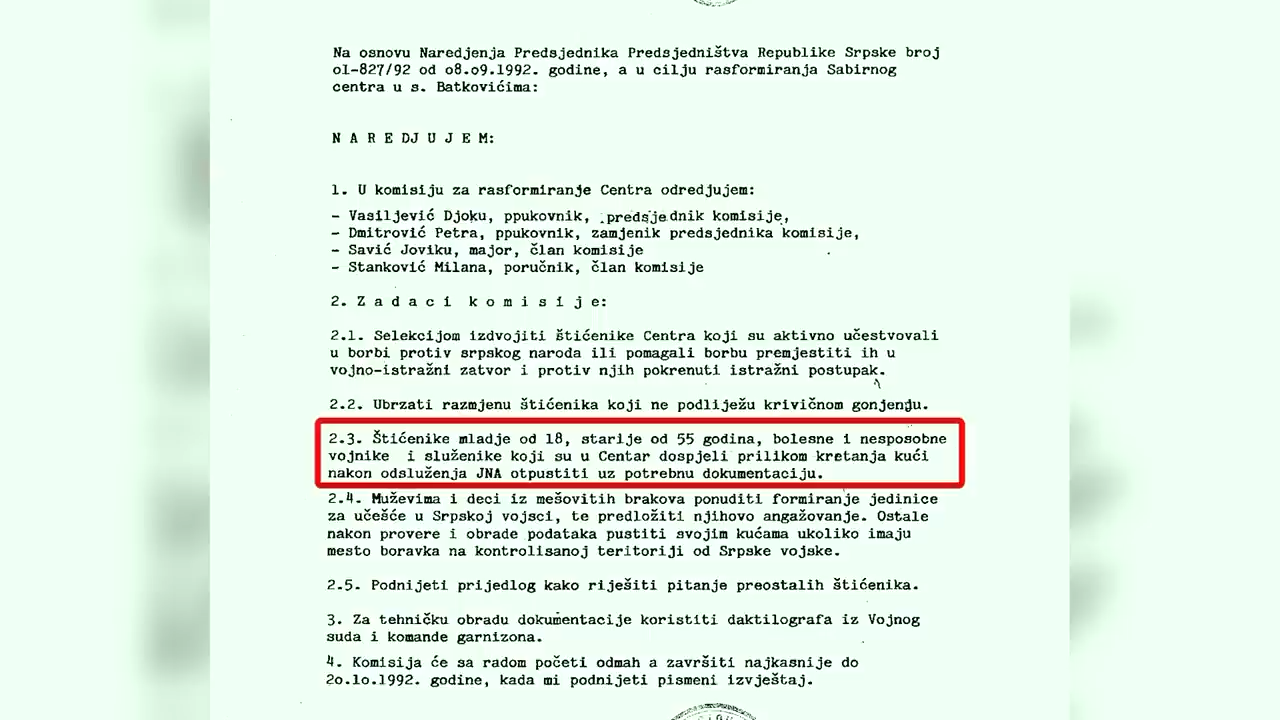 Na osnovu Naredjenja Predsjednika Predsjedništva Republike Srpske broj
ol-827/92 od o8.o9.1992. godine, a u cilju rasformiranja Sabirnog
centra u s. Batkovićima:
N A R E DJ U J E M:
1. U komisiju za rasformiranje Centra odredjujem:
- Vasiljević Djoku, ppukovnik, predsjednik komisije,
- Dmitrović Petra, ppukovnik, zamjenik predsjednika komisije,
- Savić Joviku, major, član komisije
- Stanković Milana, poručnik, član komisije
2. Z a d a c i k o m i s i j e:
2.1. Selekcijom izdvojiti štićenike Centra koji su aktivno učestvovali
u borbi protiv srpskog naroda ili pomagali borbu premjestiti ih u
vojno-istražni zatvor i protiv njih pokrenuti istražni postupak.
2.2. Ubrzati razmjenu štićenika koji ne podliježu krivičnom gonjenju.
2.3. Štićenike mladje od 18, starije od 55 godina, bolesne i nesposobne
vojnike i služenike koji su u Centar dospjeli prilikom kretanja kući
nakon odsluženja JNA otpustiti uz potrebnu dokumentaciju.
2.4. Muževima i deci iz mešovitih brakova ponuditi formiranje jedinice
za učešće u Srpskoj vojsci, te predložiti njihovo angažovanje. Ostale
nakon provere i obrade podataka pustiti svojim kućama ukoliko imaju
mesto boravka na kontrolisanoj teritoriji od Srpske vojske.
2.5. Podnijeti prijedlog kako riješiti pitanje preostalih štićenika.
3. Za tehničku obradu dokumentacije koristiti daktilografa iz Vojnog
suda i komande garnizona.
4. Komisija će sa radom početi odmah a završiti najkasnije do
2o.lo.1992. godine, kada mi podnijeti pismeni izvještaj.